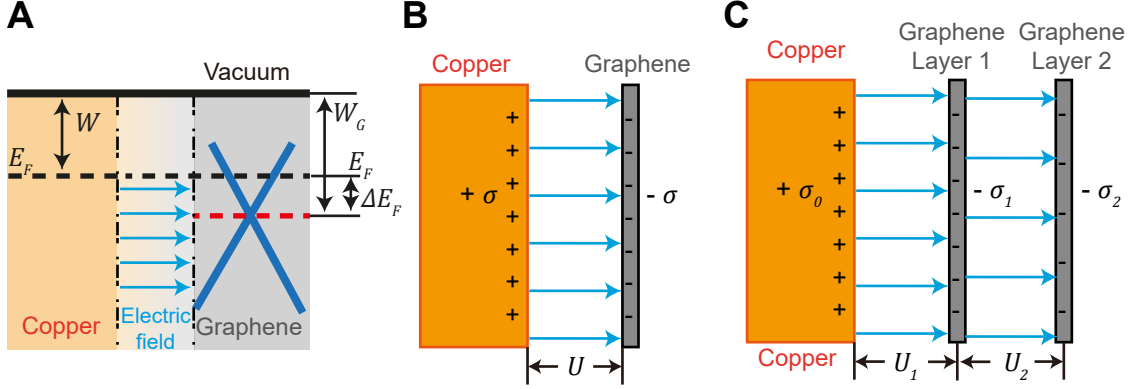 A
Vacuum
W
W_G
E_F
E_F
ΔE_F
Copper
Electric
field
Graphene
B
Copper
Graphene
+ + + + + + +
+ σ
- - - - - - -
- σ
U
C
Copper
Graphene
Layer 1
Graphene
Layer 2
+ + + + + + + +
+ σ_0
- - - - - -
- σ_1
- - - - -
- σ_2
Copper
U_1
U_2